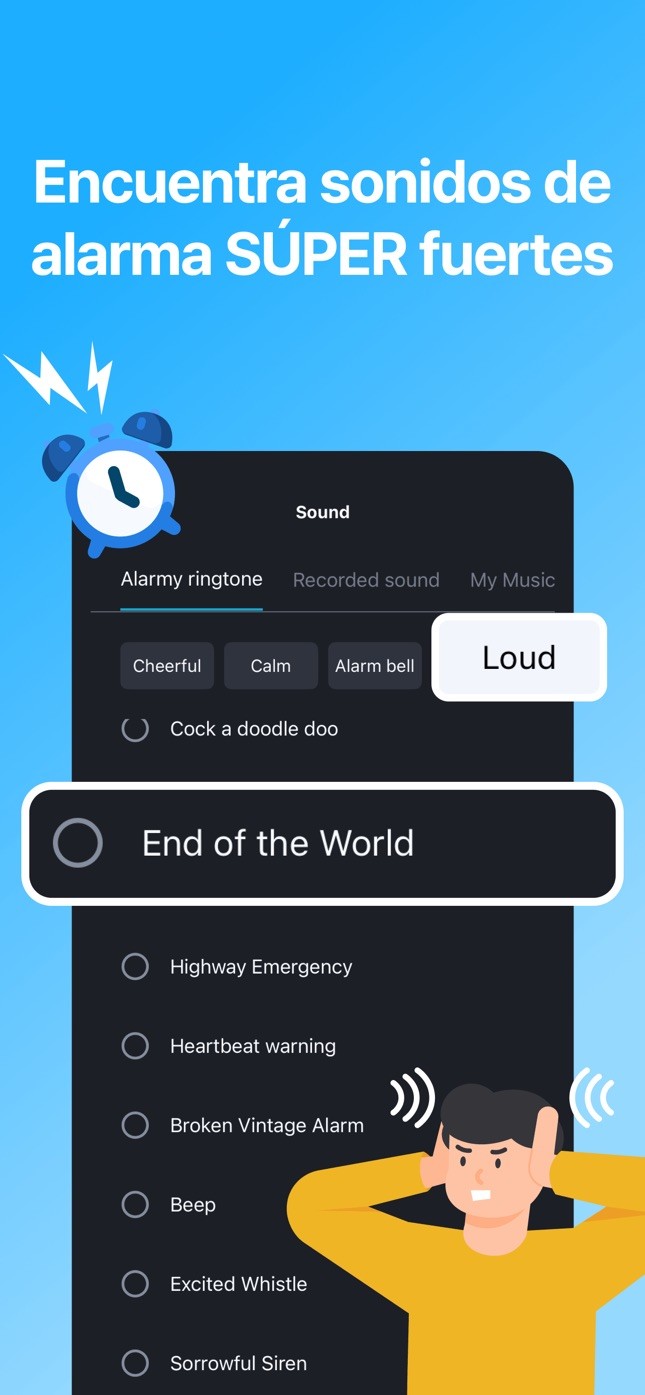 Encuentra sonidos de
alarma SÚPER fuertes
Sound
Alarmy ringtone Recorded sound My Music
Cheerful Calm Alarm bell Loud
Cock a doodle doo
End of the World
Highway Emergency
Heartbeat warning
Broken Vintage Alarm
Beep
Excited Whistle
Sorrowful Siren